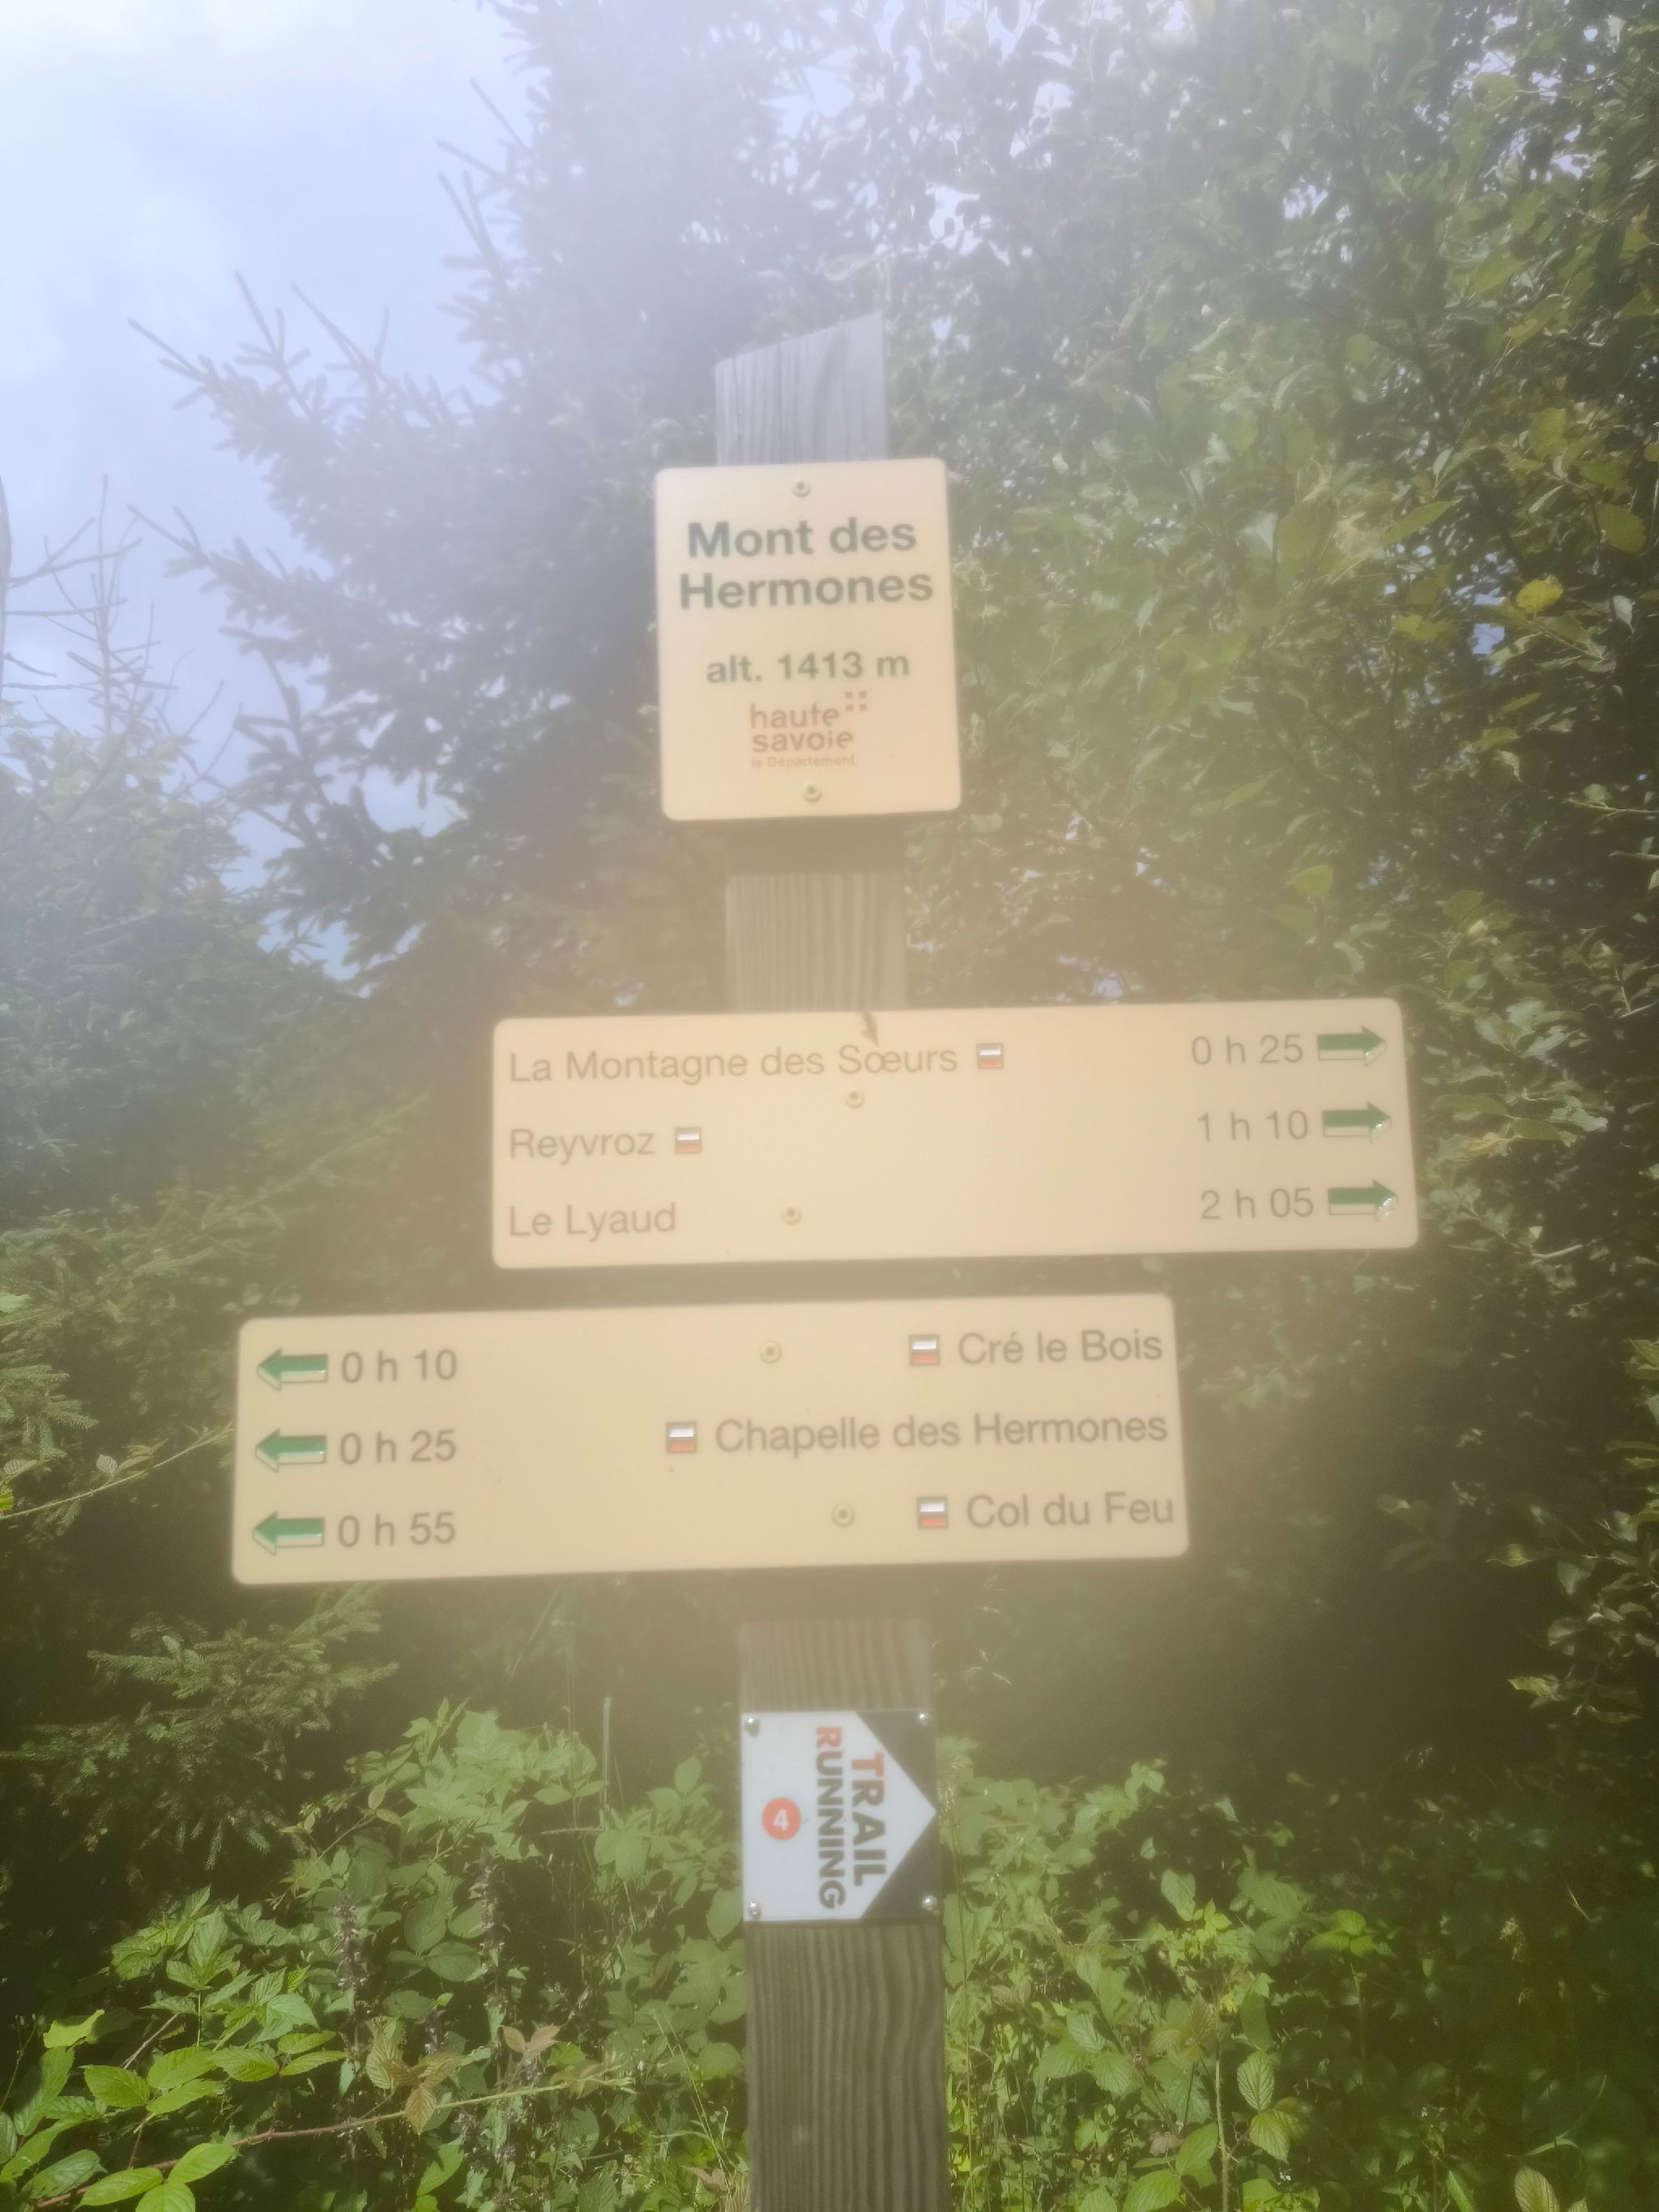 Mont des
Hermones
alt. 1413 m
haute
savoie
le Département
La Montagne des Sœurs 0 h 25
Reyvroz 1 h 10
Le Lyaud 2 h 05
0 h 10 Cré le Bois
0 h 25 Chapelle des Hermones
0 h 55 Col du Feu
TRAIL
RUNNING
4